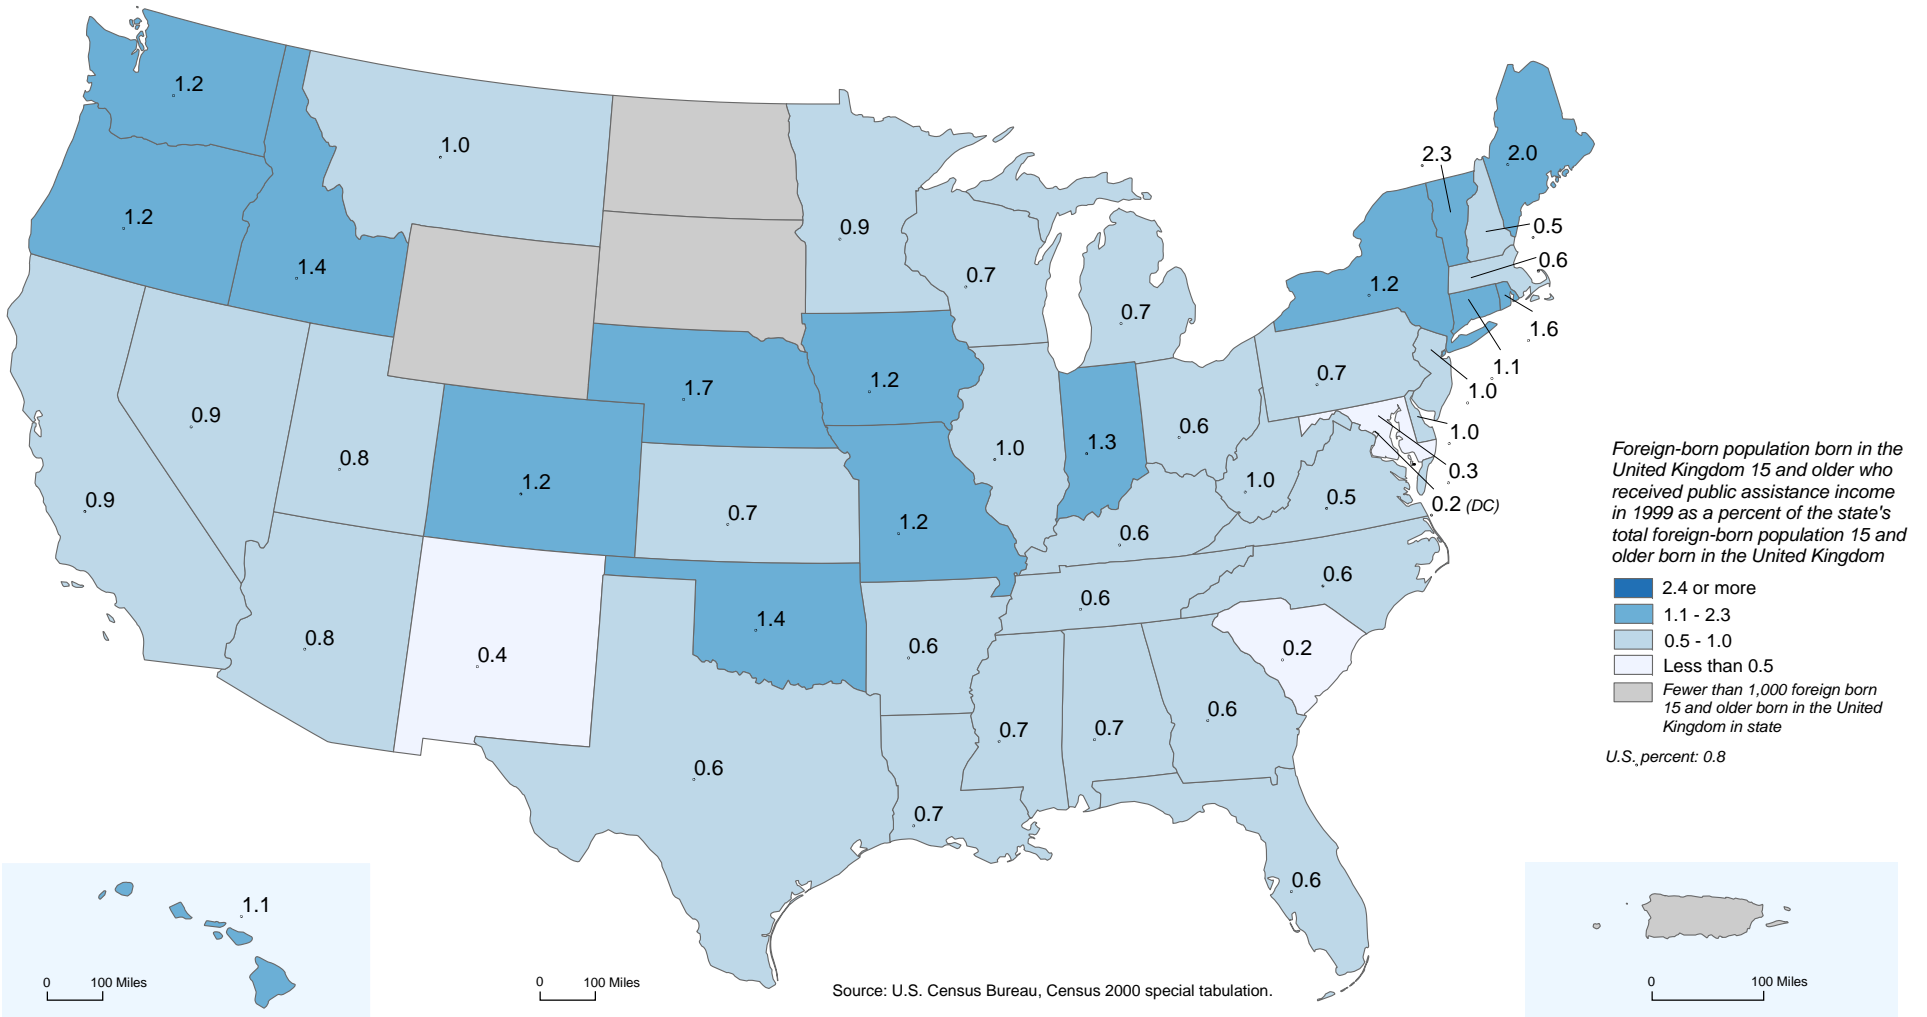 1.2
1.0
2.3
2.0
1.2
0.9
0.5
1.4
0.6
0.7
1.2
0.7
1.6
1.7
1.2
0.7
1.1
1.0
0.9
0.6
1.3
1.0
1.0
0.8
0.3
1.2
1.0
0.5
0.2 (DC)
0.9
0.7
1.2
0.6
0.6
0.6
0.8
0.4
1.4
0.6
0.2
0.7
0.7
0.6
0.6
0.7
0.6
1.1
Foreign-born population born in the
United Kingdom 15 and older who
received public assistance income
in 1999 as a percent of the state's
total foreign-born population 15 and
older born in the United Kingdom
2.4 or more
1.1 - 2.3
0.5 - 1.0
Less than 0.5
Fewer than 1,000 foreign born
15 and older born in the United
Kingdom in state
U.S. percent: 0.8
0 100 Miles
0 100 Miles
Source: U.S. Census Bureau, Census 2000 special tabulation.
0 100 Miles